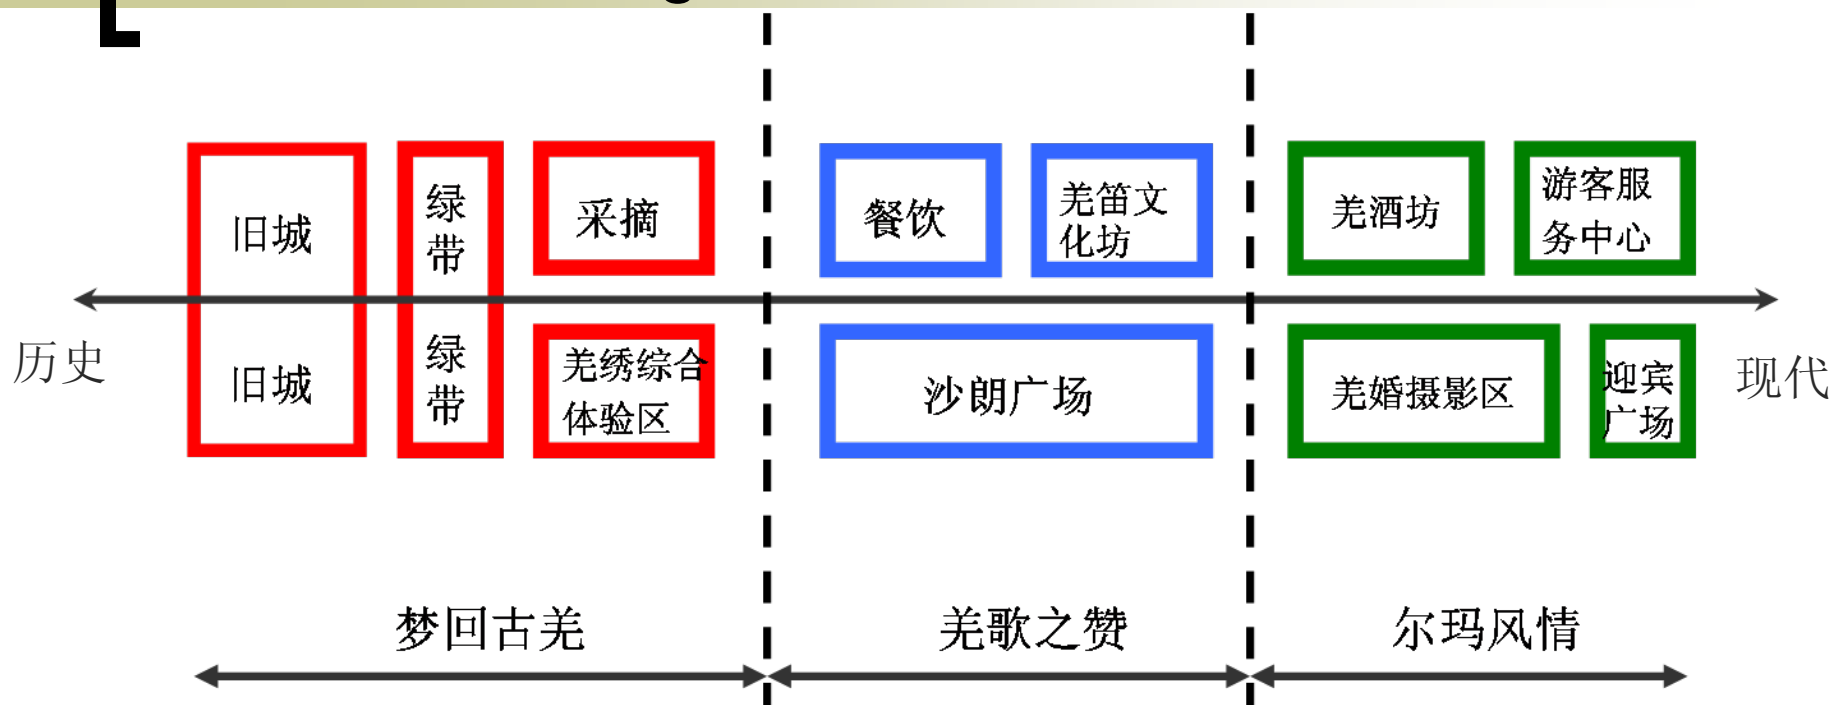 旧城
绿
带
采摘
餐饮
羌笛文
化坊
羌酒坊
游客服
务中心
历史
旧城
绿
带
羌绣综合
体验区
沙朗广场
羌婚摄影区
迎宾
广场
现代
梦回古羌
羌歌之赞
尔玛风情